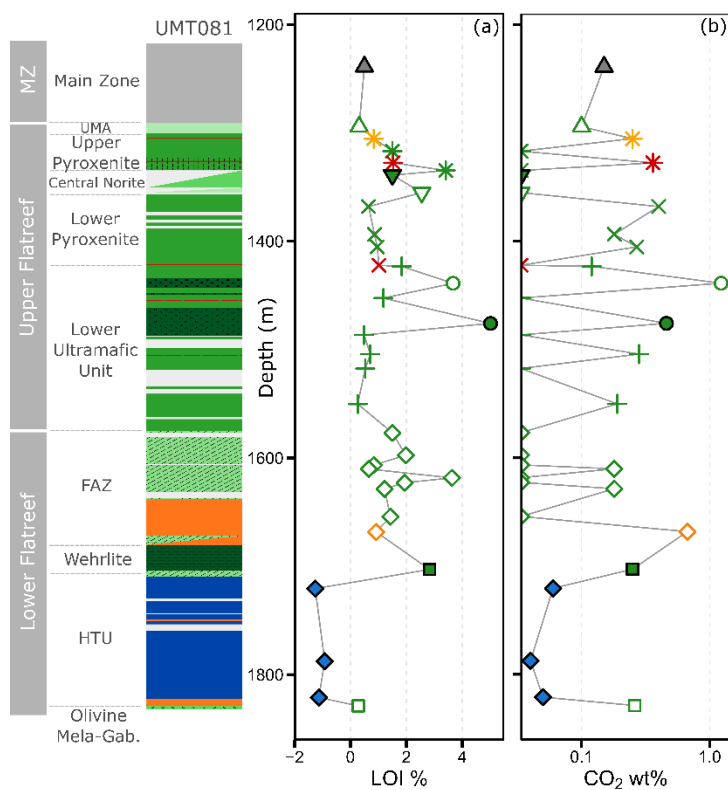 UMT081
MZ
Main Zone
Upper Flatreef
UMA
Upper
Pyroxenite
Central Norite
Lower
Pyroxenite
Lower
Ultramafic
Unit
Lower Flatreef
FAZ
Wehrlite
HTU
Olivine
Mela-Gab.
Depth (m)
1200
1400
1600
1800
(a)
−2 0 2 4
LOI %
(b)
0.1 1.0
CO₂ wt%